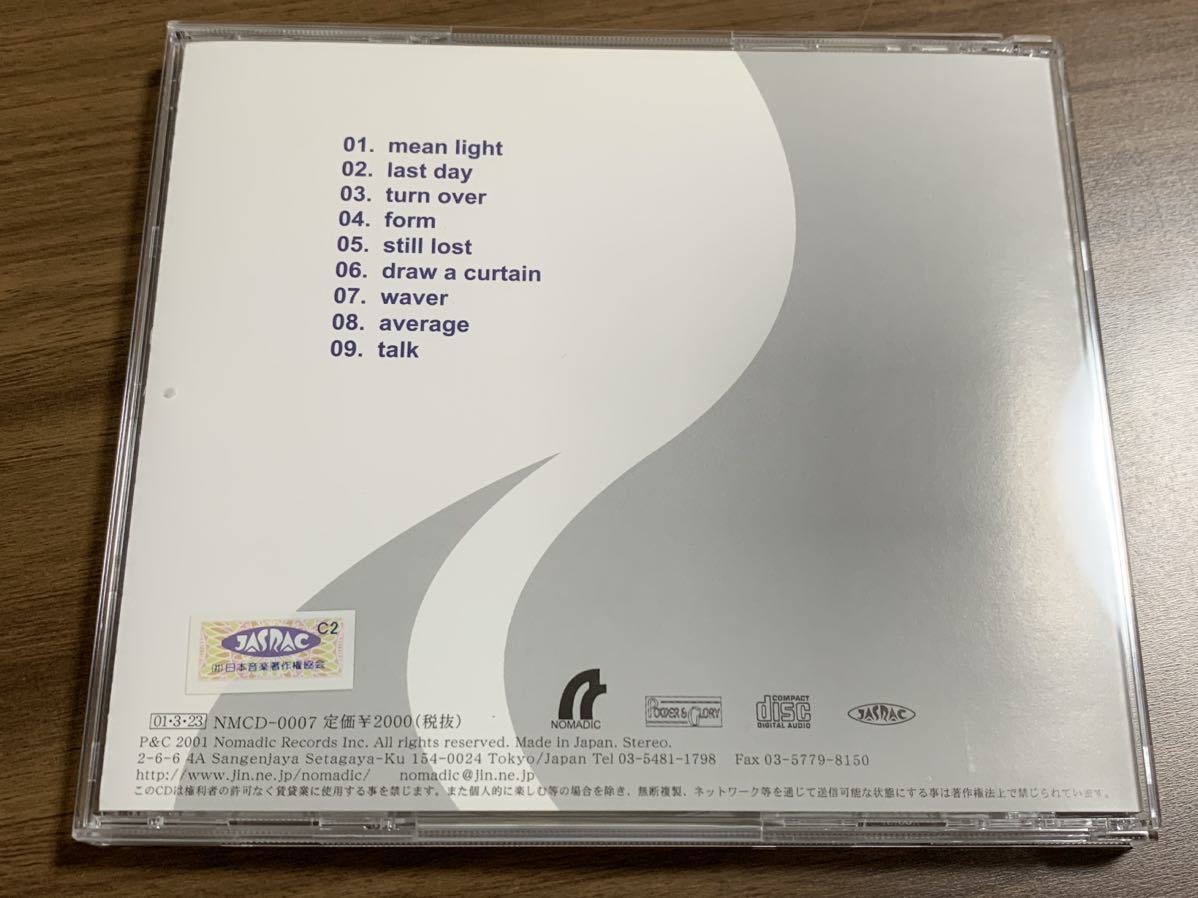 01. mean light
02. last day
03. turn over
04. form
05. still lost
06. draw a curtain
07. waver
08. average
09. talk
JASRAC C2
㈳日本音楽著作権協会
01・3・23 NMCD-0007 定価¥2000(税抜)
NOMADIC
POWDER & GLORY
COMPACT
disc
DIGITAL AUDIO
JASRAC
P&C 2001 Nomadic Records Inc. All rights reserved. Made in Japan. Stereo.
2-6-6 4A Sangenjaya Setagaya-Ku 154-0024 Tokyo/Japan Tel 03-5481-1798 Fax 03-5779-8150
http://www.jin.ne.jp/nomadic/ nomadic@jin.ne.jp
このCDは権利者の許可なく賃貸業に使用する事を禁じます。また個人的に楽しむ等の場合を除き、無断複製、ネットワーク等を通じて送信可能な状態にする事は著作権法上で禁じられています。